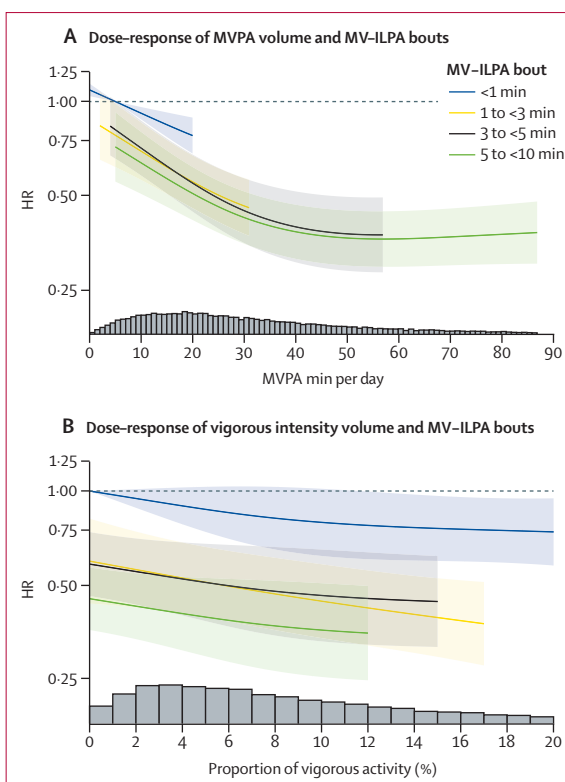 A Dose–response of MVPA volume and MV–ILPA bouts
1·25
1·00
0·75
0·50
0·25
HR
MV–ILPA bout
<1 min
1 to <3 min
3 to <5 min
5 to <10 min
0 10 20 30 40 50 60 70 80 90
MVPA min per day
B Dose–response of vigorous intensity volume and MV–ILPA bouts
1·25
1·00
0·75
0·50
0·25
HR
0 2 4 6 8 10 12 14 16 18 20
Proportion of vigorous activity (%)